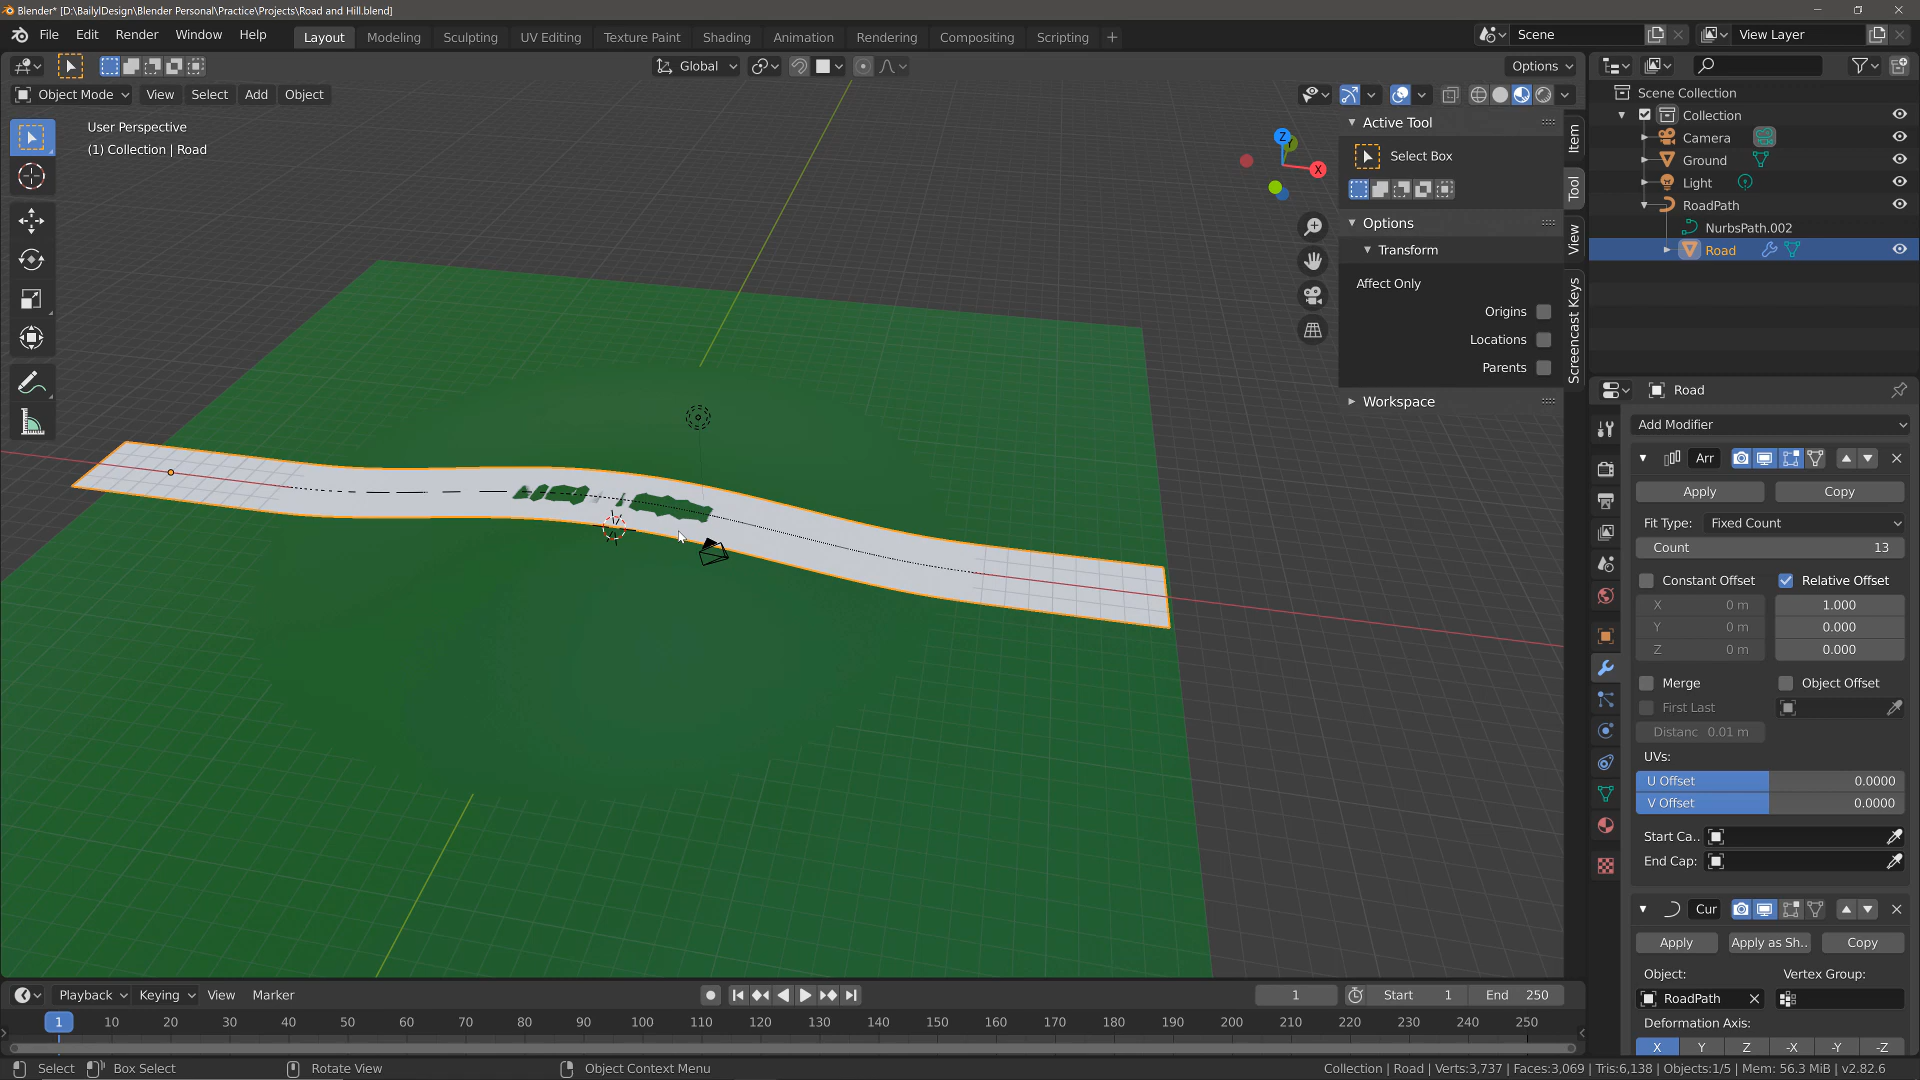 Blender* [D:\BailylDesign\Blender Personal\Practice\Projects\Road and Hill.blend]
File Edit Render Window Help Layout Modeling Sculpting UV Editing Texture Paint Shading Animation Rendering Compositing Scripting + Scene View Layer
Global Options
Object Mode View Select Add Object
User Perspective
(1) Collection | Road
Z
Y
X
Active Tool
Select Box
Options
Transform
Affect Only
Origins
Locations
Parents
Workspace
Item
Tool
View
Screencast Keys
Scene Collection
Collection
Camera
Ground
Light
RoadPath
NurbsPath.002
Road
Road
Add Modifier
Arr
Apply Copy
Fit Type: Fixed Count
Count 13
Constant Offset Relative Offset
X 0 m 1.000
Y 0 m 0.000
Z 0 m 0.000
Merge Object Offset
First Last
Distanc 0.01 m
UVs:
U Offset 0.0000
V Offset 0.0000
Start Ca..
End Cap:
Cur
Apply Apply as Sh.. Copy
Object: Vertex Group:
RoadPath
Deformation Axis:
X Y Z -X -Y -Z
Playback Keying View Marker 1 Start 1 End 250
1 10 20 30 40 50 60 70 80 90 100 110 120 130 140 150 160 170 180 190 200 210 220 230 240 250
Select Box Select Rotate View Object Context Menu Collection | Road | Verts:3,737 | Faces:3,069 | Tris:6,138 | Objects:1/5 | Mem: 56.3 MiB | v2.82.6